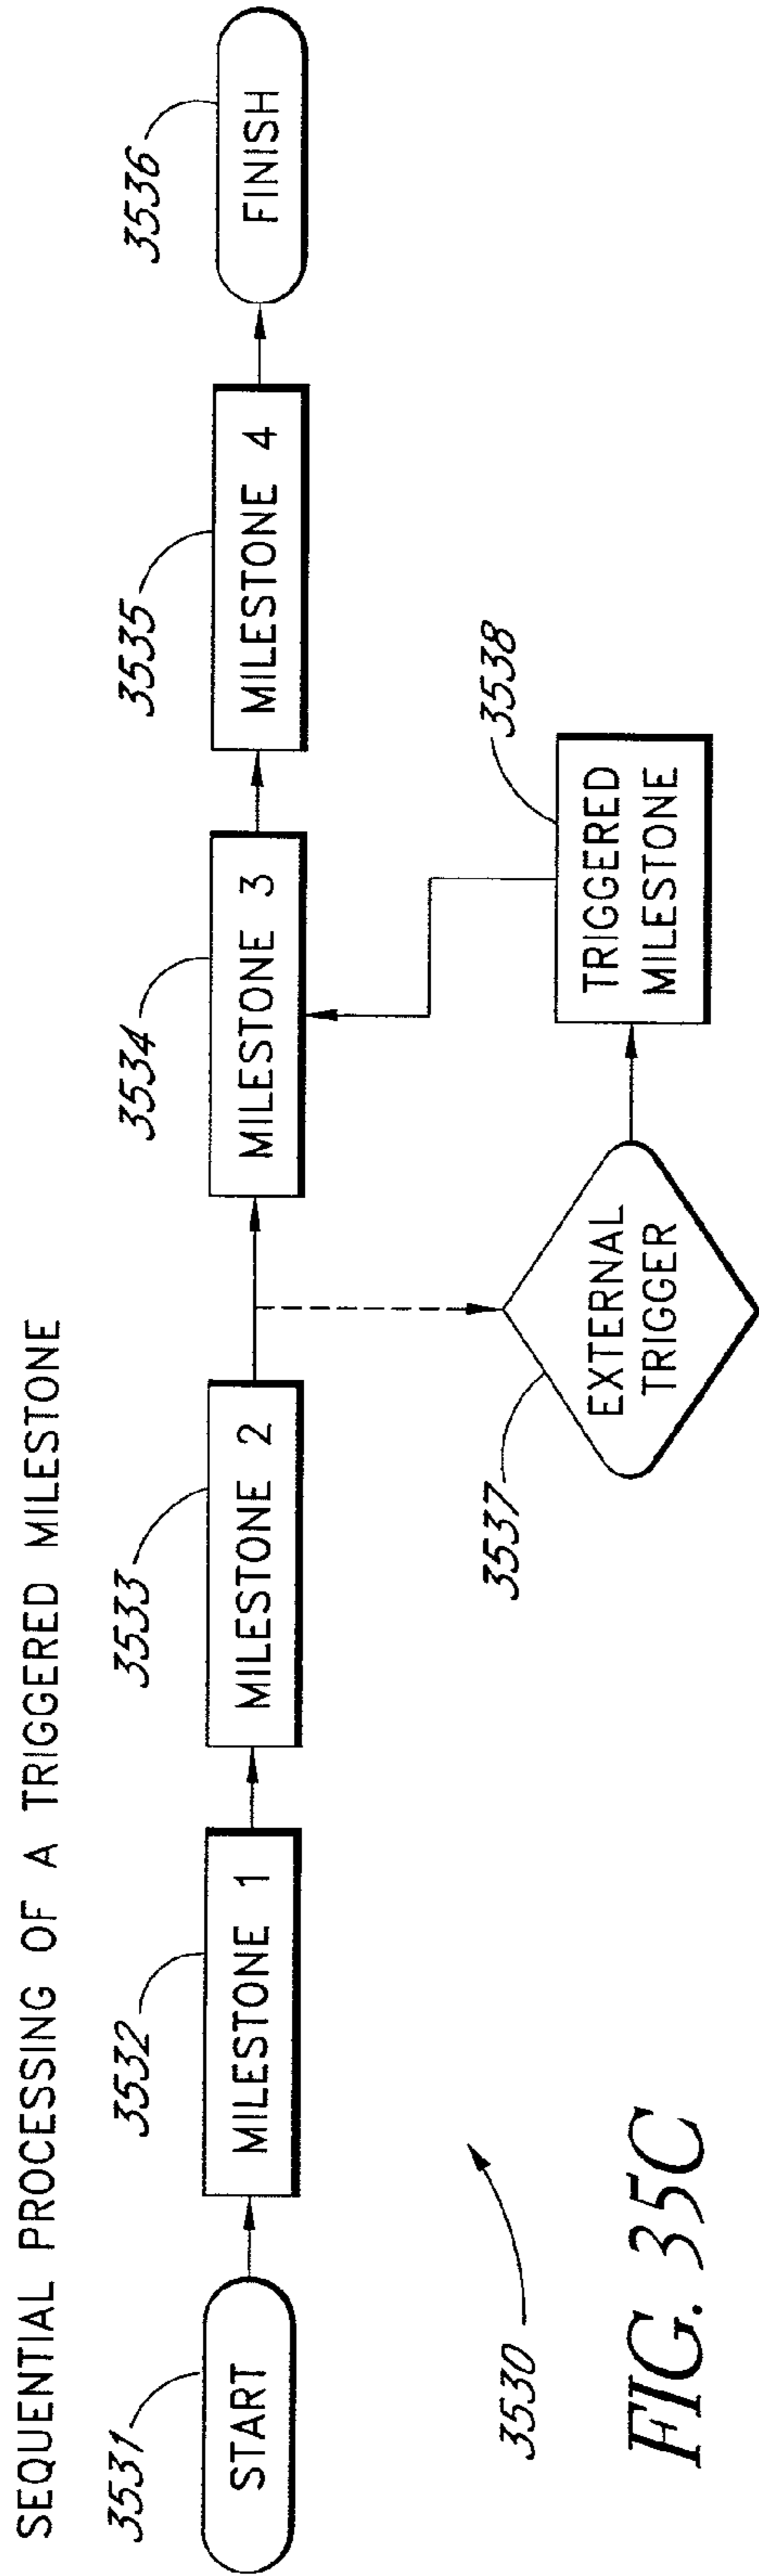 SEQUENTIAL PROCESSING OF A TRIGGERED MILESTONE
3531
START
3532
MILESTONE 1
3533
MILESTONE 2
3534
MILESTONE 3
3535
MILESTONE 4
3536
FINISH
3537
EXTERNAL
TRIGGER
3538
TRIGGERED
MILESTONE
3530
FIG. 35C